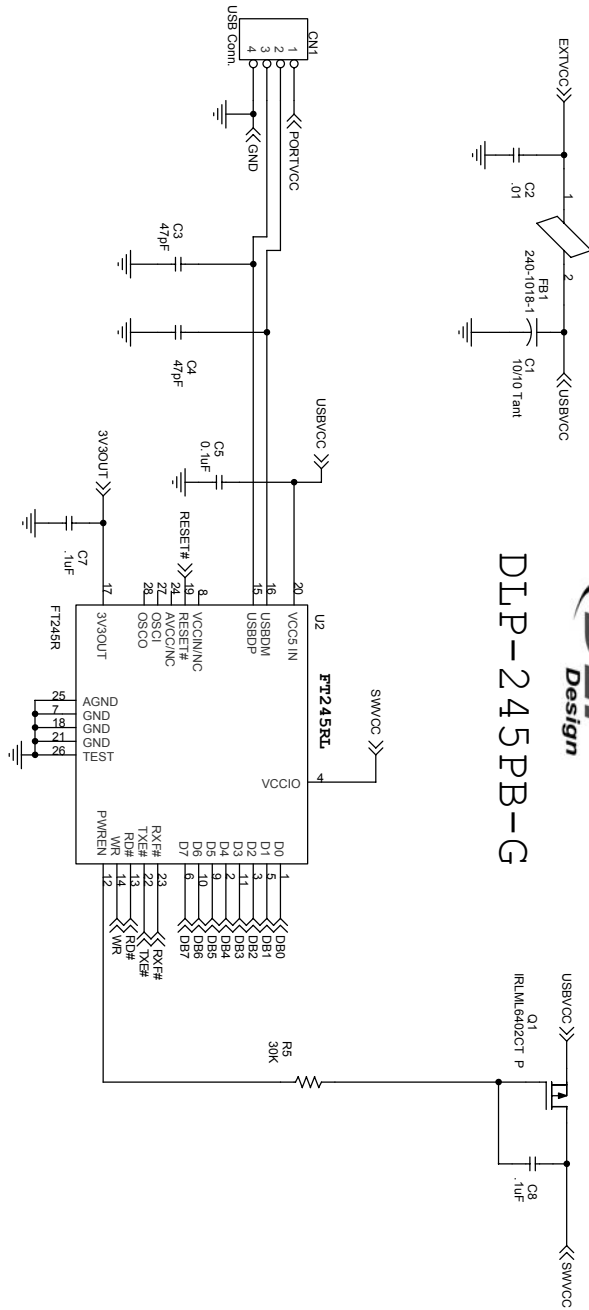 Design
DLP-245PB-G
EXTVCC
C2
.01
1
2
FB1
240-1018-1
C1
10/10 Tant
USBVCC
CN1
1
2
3
4
USB Conn.
PORTVCC
GND
C3
47pF
C4
47pF
USBVCC
C5
0.1uF
RESET#
3V3OUT
C7
.1uF
U2
FT245RL
FT245R
20 VCC5 IN
16 USBDM
15 USBDP
8 VCCIN/NC
19 RESET#
24 AVCC/NC
27 OSCI
28 OSCO
17 3V3OUT
25 AGND
7 GND
18 GND
21 GND
26 TEST
SWVCC
VCCIO 4
D0 1 DB0
D1 5 DB1
D2 3 DB2
D3 11 DB3
D4 2 DB4
D5 9 DB5
D6 10 DB6
D7 6 DB7
RXF# 23 RXF#
TXE# 22 TXE#
RD# 13 RD#
WR 14 WR
PWREN 12
R5
30K
USBVCC
Q1
IRLML6402CT P
C8
.1uF
SWVCC